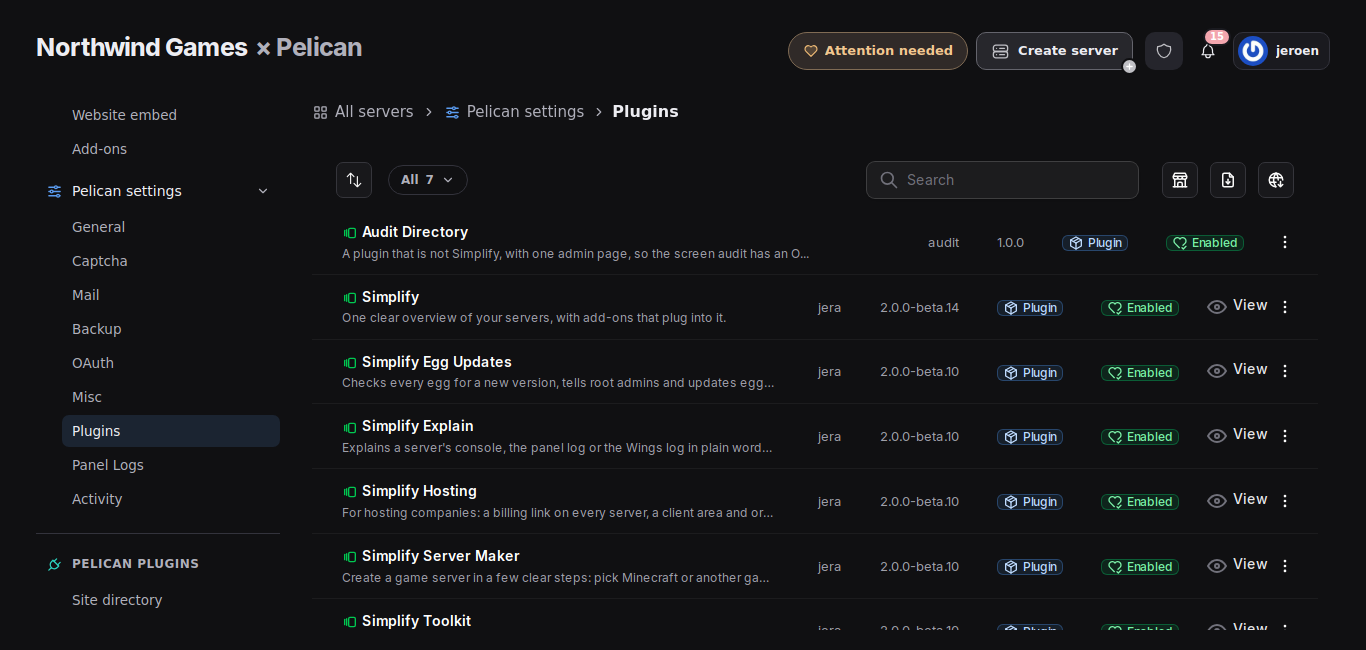 Northwind Games × Pelican
Attention needed
Create server
15
jeroen
Website embed
Add-ons
Pelican settings
General
Captcha
Mail
Backup
OAuth
Misc
Plugins
Panel Logs
Activity
PELICAN PLUGINS
Site directory
All servers > Pelican settings > Plugins
All 7
Search
Audit Directory
A plugin that is not Simplify, with one admin page, so the screen audit has an O...
audit 1.0.0 Plugin Enabled
Simplify
One clear overview of your servers, with add-ons that plug into it.
jera 2.0.0-beta.14 Plugin Enabled View
Simplify Egg Updates
Checks every egg for a new version, tells root admins and updates egg...
jera 2.0.0-beta.10 Plugin Enabled View
Simplify Explain
Explains a server's console, the panel log or the Wings log in plain word...
jera 2.0.0-beta.10 Plugin Enabled View
Simplify Hosting
For hosting companies: a billing link on every server, a client area and or...
jera 2.0.0-beta.10 Plugin Enabled View
Simplify Server Maker
Create a game server in a few clear steps: pick Minecraft or another ga...
jera 2.0.0-beta.10 Plugin Enabled View
Simplify Toolkit
jera 2.0.0-beta.10 Plugin Enabled View